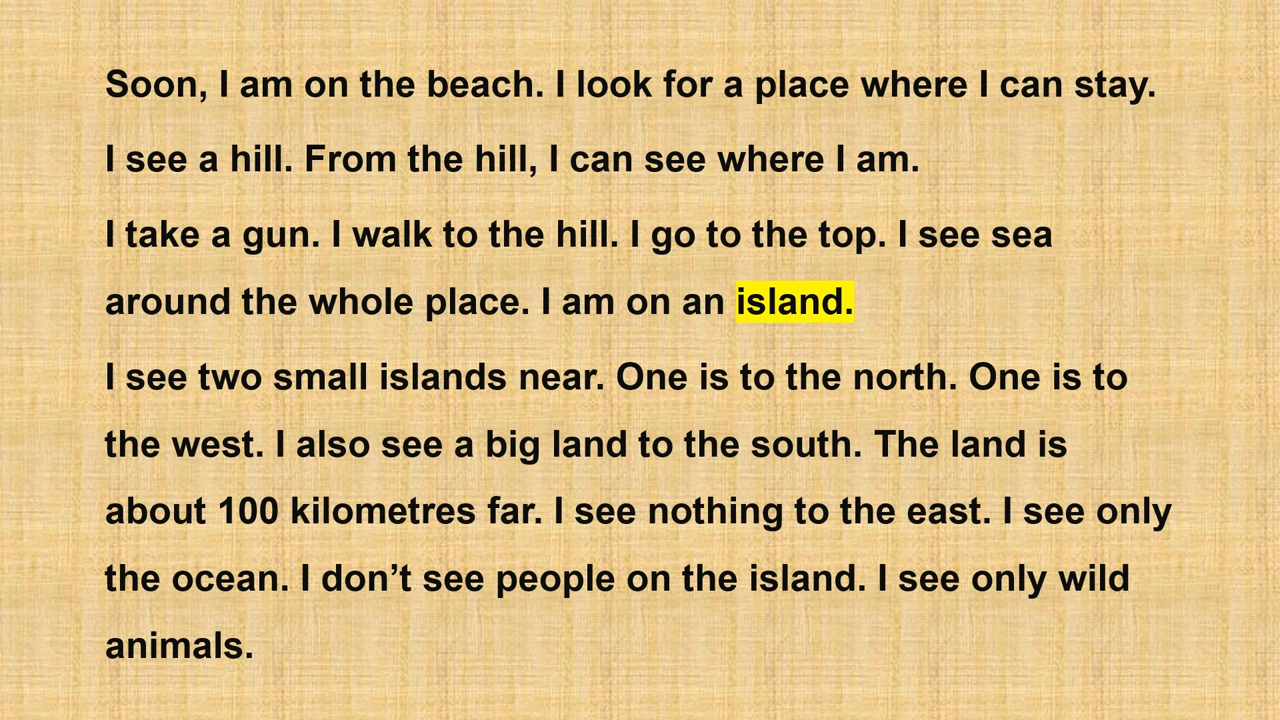 Soon, I am on the beach. I look for a place where I can stay.
I see a hill. From the hill, I can see where I am.
I take a gun. I walk to the hill. I go to the top. I see sea
around the whole place. I am on an island.
I see two small islands near. One is to the north. One is to
the west. I also see a big land to the south. The land is
about 100 kilometres far. I see nothing to the east. I see only
the ocean. I don’t see people on the island. I see only wild
animals.